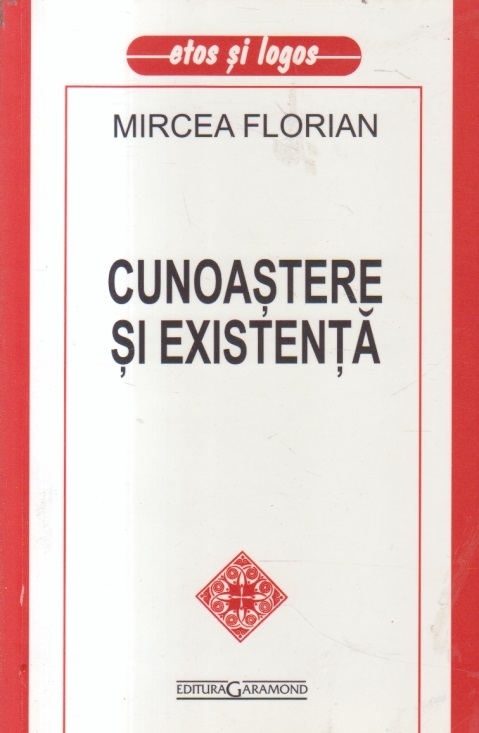 etos și logos
MIRCEA FLORIAN
CUNOAȘTERE
ȘI EXISTENȚĂ
EDITURA GARAMOND